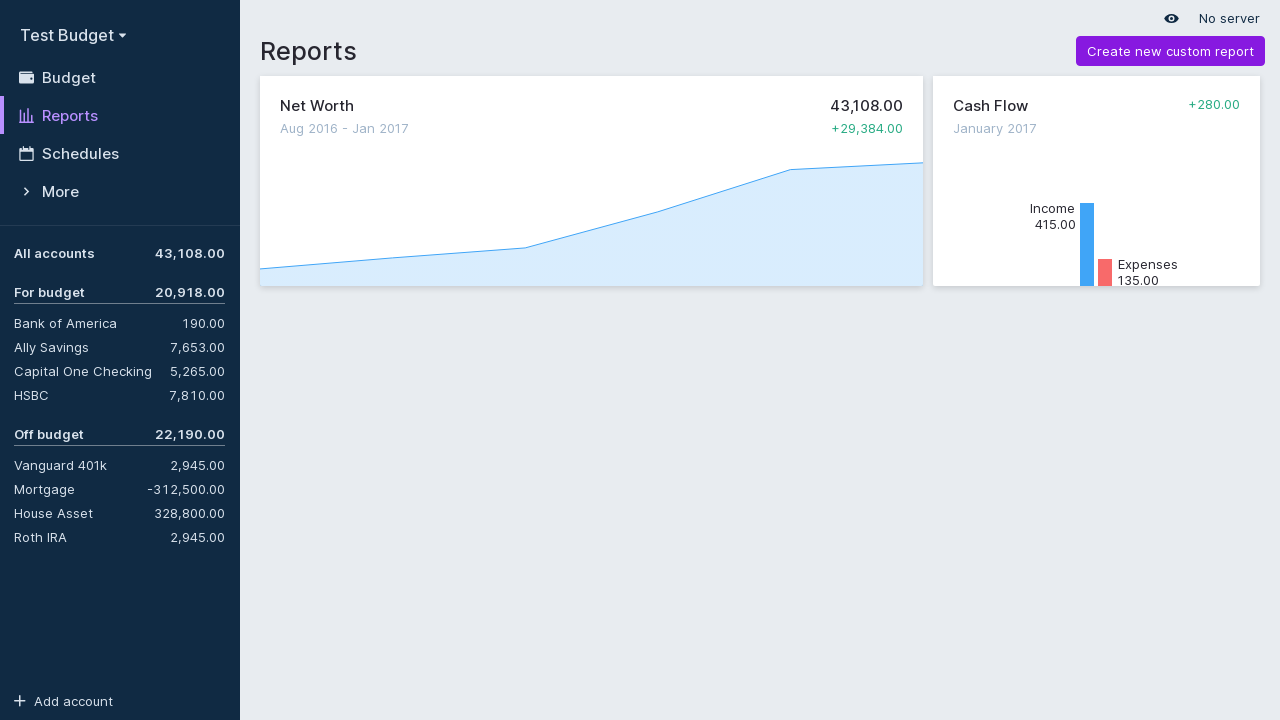 Test Budget
Budget
Reports
Schedules
More
All accounts 43,108.00
For budget 20,918.00
Bank of America 190.00
Ally Savings 7,653.00
Capital One Checking 5,265.00
HSBC 7,810.00
Off budget 22,190.00
Vanguard 401k 2,945.00
Mortgage -312,500.00
House Asset 328,800.00
Roth IRA 2,945.00
Add account
No server
Reports
Create new custom report
Net Worth 43,108.00
Aug 2016 - Jan 2017 +29,384.00
Cash Flow +280.00
January 2017
Income
415.00
Expenses
135.00